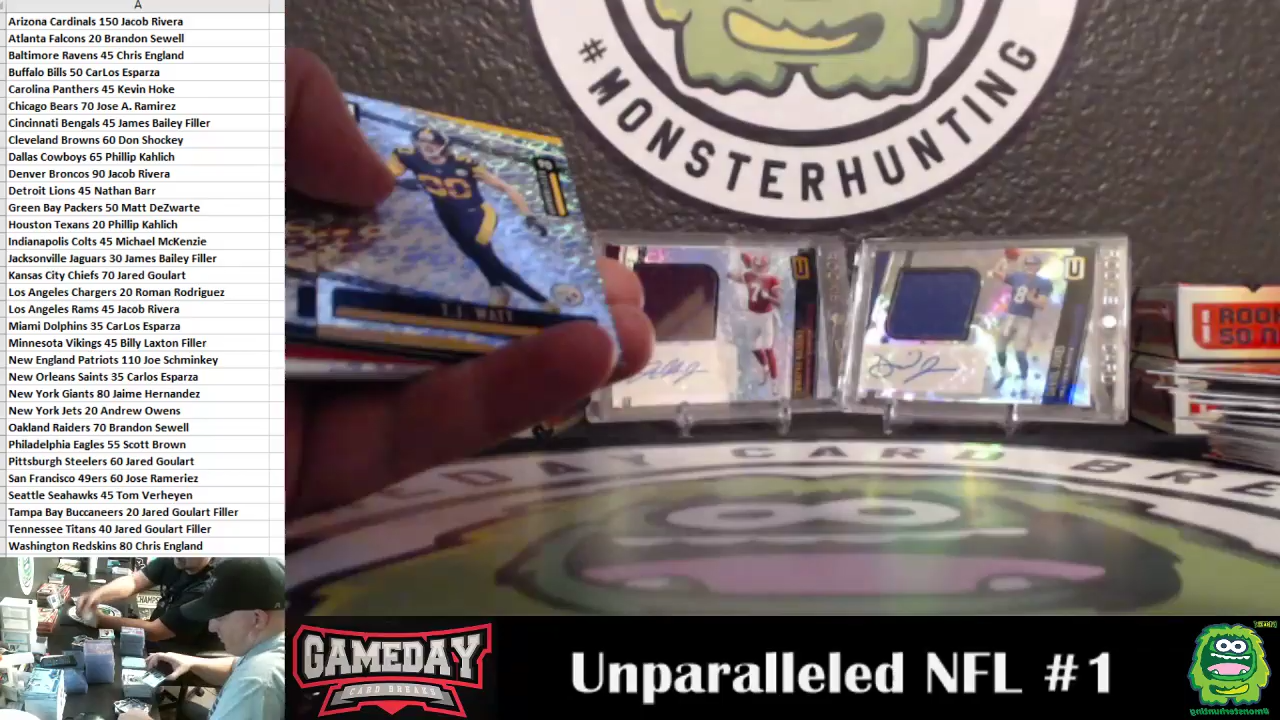 A
Arizona Cardinals 150 Jacob Rivera
Atlanta Falcons 20 Brandon Sewell
Baltimore Ravens 45 Chris England
Buffalo Bills 50 CarLos Esparza
Carolina Panthers 45 Kevin Hoke
Chicago Bears 70 Jose A. Ramirez
Cincinnati Bengals 45 James Bailey Filler
Cleveland Browns 60 Don Shockey
Dallas Cowboys 65 Phillip Kahlich
Denver Broncos 90 Jacob Rivera
Detroit Lions 45 Nathan Barr
Green Bay Packers 50 Matt DeZwarte
Houston Texans 20 Phillip Kahlich
Indianapolis Colts 45 Michael McKenzie
Jacksonville Jaguars 30 James Bailey Filler
Kansas City Chiefs 70 Jared Goulart
Los Angeles Chargers 20 Roman Rodriguez
Los Angeles Rams 45 Jacob Rivera
Miami Dolphins 35 CarLos Esparza
Minnesota Vikings 45 Billy Laxton Filler
New England Patriots 110 Joe Schminkey
New Orleans Saints 35 Carlos Esparza
New York Giants 80 Jaime Hernandez
New York Jets 20 Andrew Owens
Oakland Raiders 70 Brandon Sewell
Philadelphia Eagles 55 Scott Brown
Pittsburgh Steelers 60 Jared Goulart
San Francisco 49ers 60 Jose Rameriez
Seattle Seahawks 45 Tom Verheyen
Tampa Bay Buccaneers 20 Jared Goulart Filler
Tennessee Titans 40 Jared Goulart Filler
Washington Redskins 80 Chris England
#MONSTERHUNTING
T.J. WATT
AY CARD BRE
GAMEDAY
CARD BREAKS
Unparalleled NFL #1
#monsterhunting